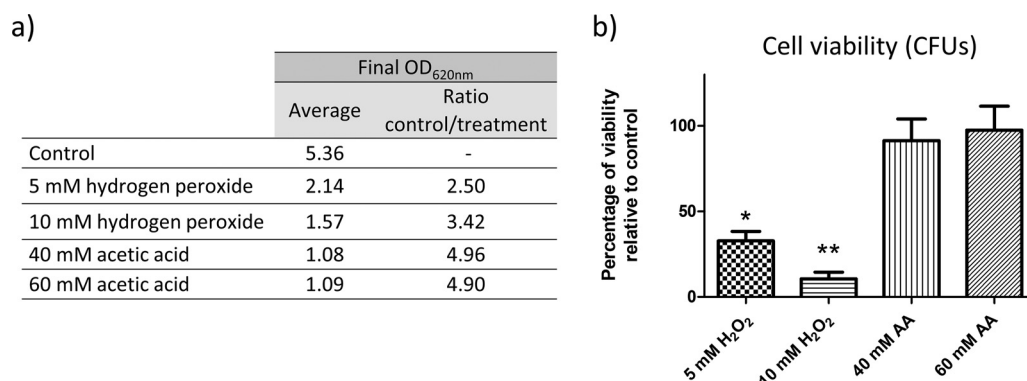 a)
Final OD620nm
Average Ratio control/treatment
Control 5.36 -
5 mM hydrogen peroxide 2.14 2.50
10 mM hydrogen peroxide 1.57 3.42
40 mM acetic acid 1.08 4.96
60 mM acetic acid 1.09 4.90
b)
Cell viability (CFUs)
Percentage of viability
relative to control
100
50
0
*
**
5 mM H2O2
10 mM H2O2
40 mM AA
60 mM AA